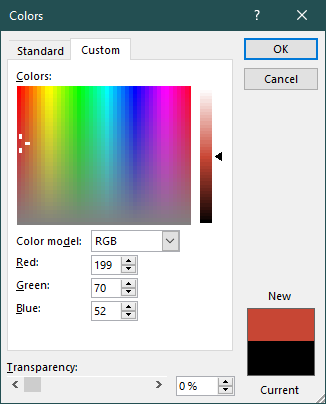 Colors
?
Standard
Custom
OK
Cancel
Colors:
Color model:
RGB
Red:
199
Green:
70
Blue:
52
New
Current
Transparency:
0 %